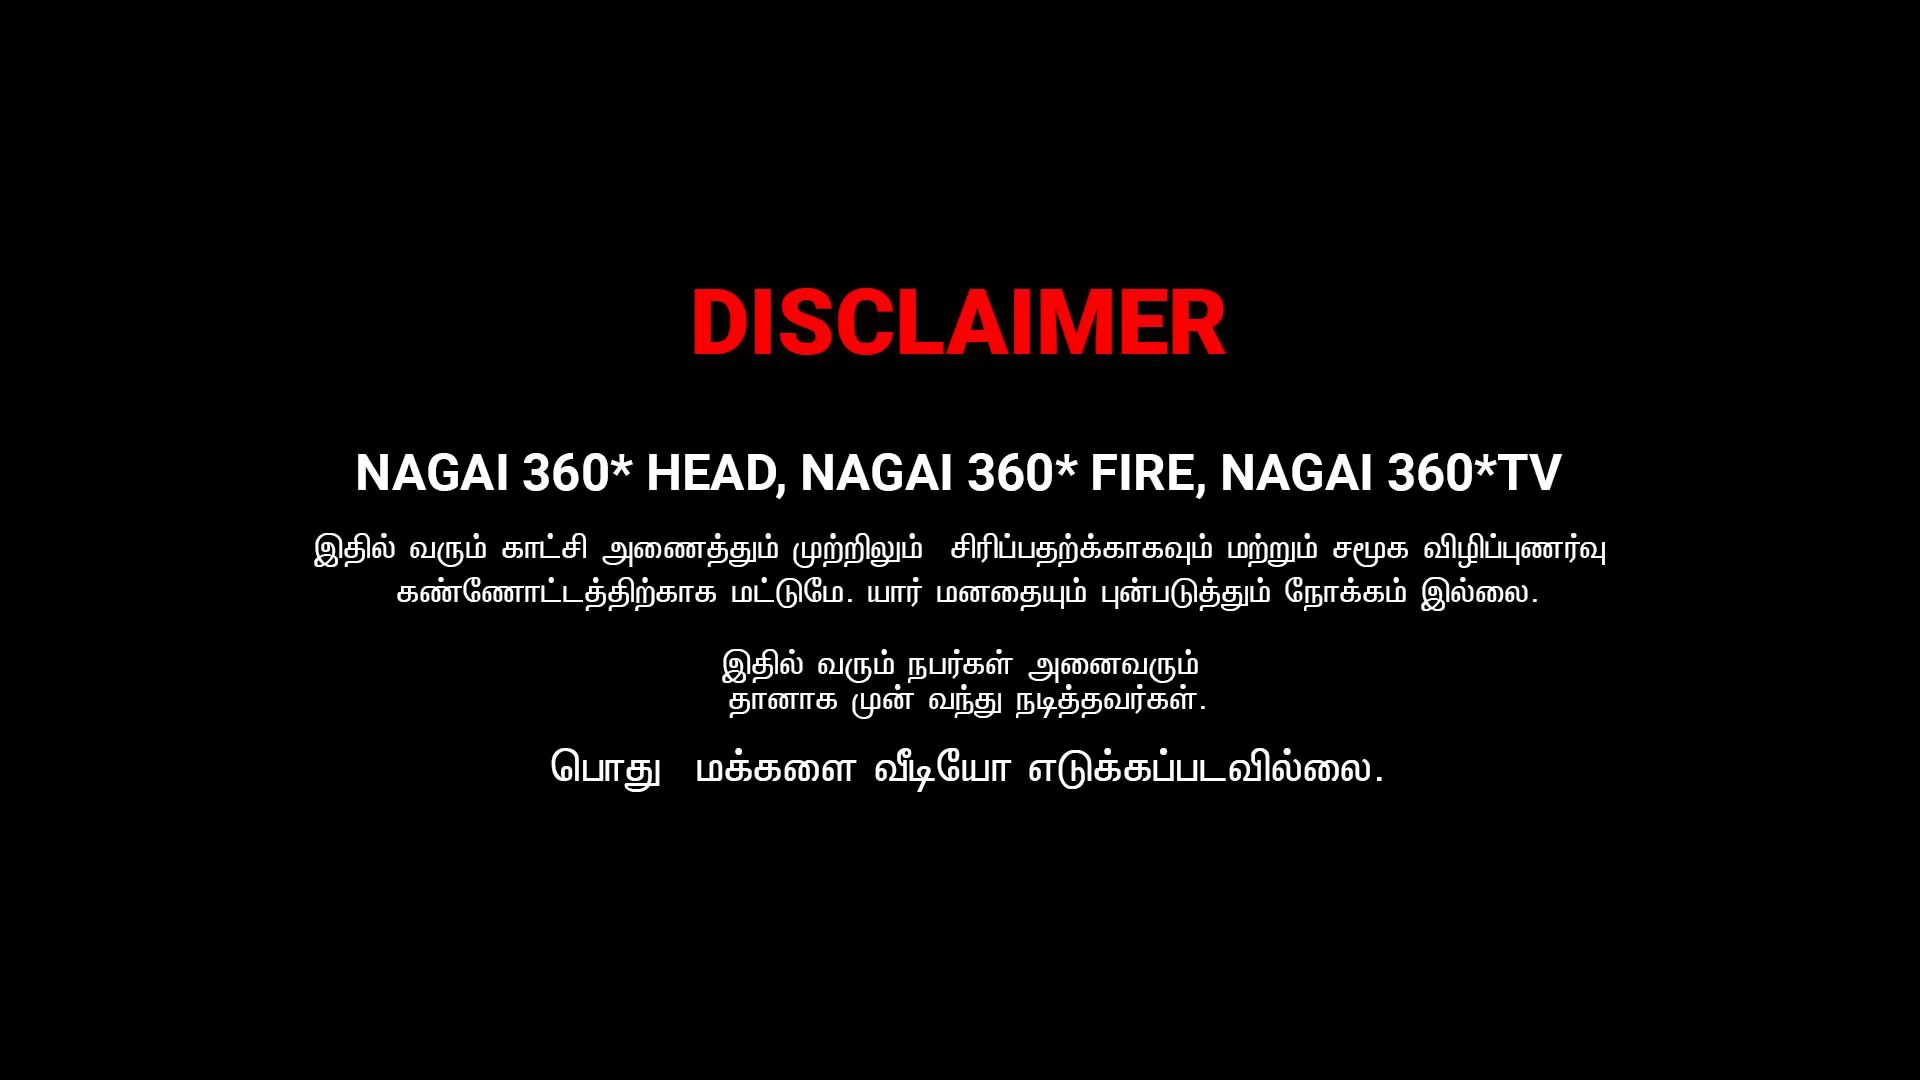 DISCLAIMER
NAGAI 360* HEAD, NAGAI 360* FIRE, NAGAI 360*TV
இதில் வரும் காட்சி அணைத்தும் முற்றிலும் சிரிப்பதற்க்காகவும் மற்றும் சமூக விழிப்புணர்வு
கண்ணோட்டத்திற்காக மட்டுமே. யார் மனதையும் புன்படுத்தும் நோக்கம் இல்லை.
இதில் வரும் நபர்கள் அனைவரும்
தானாக முன் வந்து நடித்தவர்கள்.
பொது மக்களை வீடியோ எடுக்கப்படவில்லை.